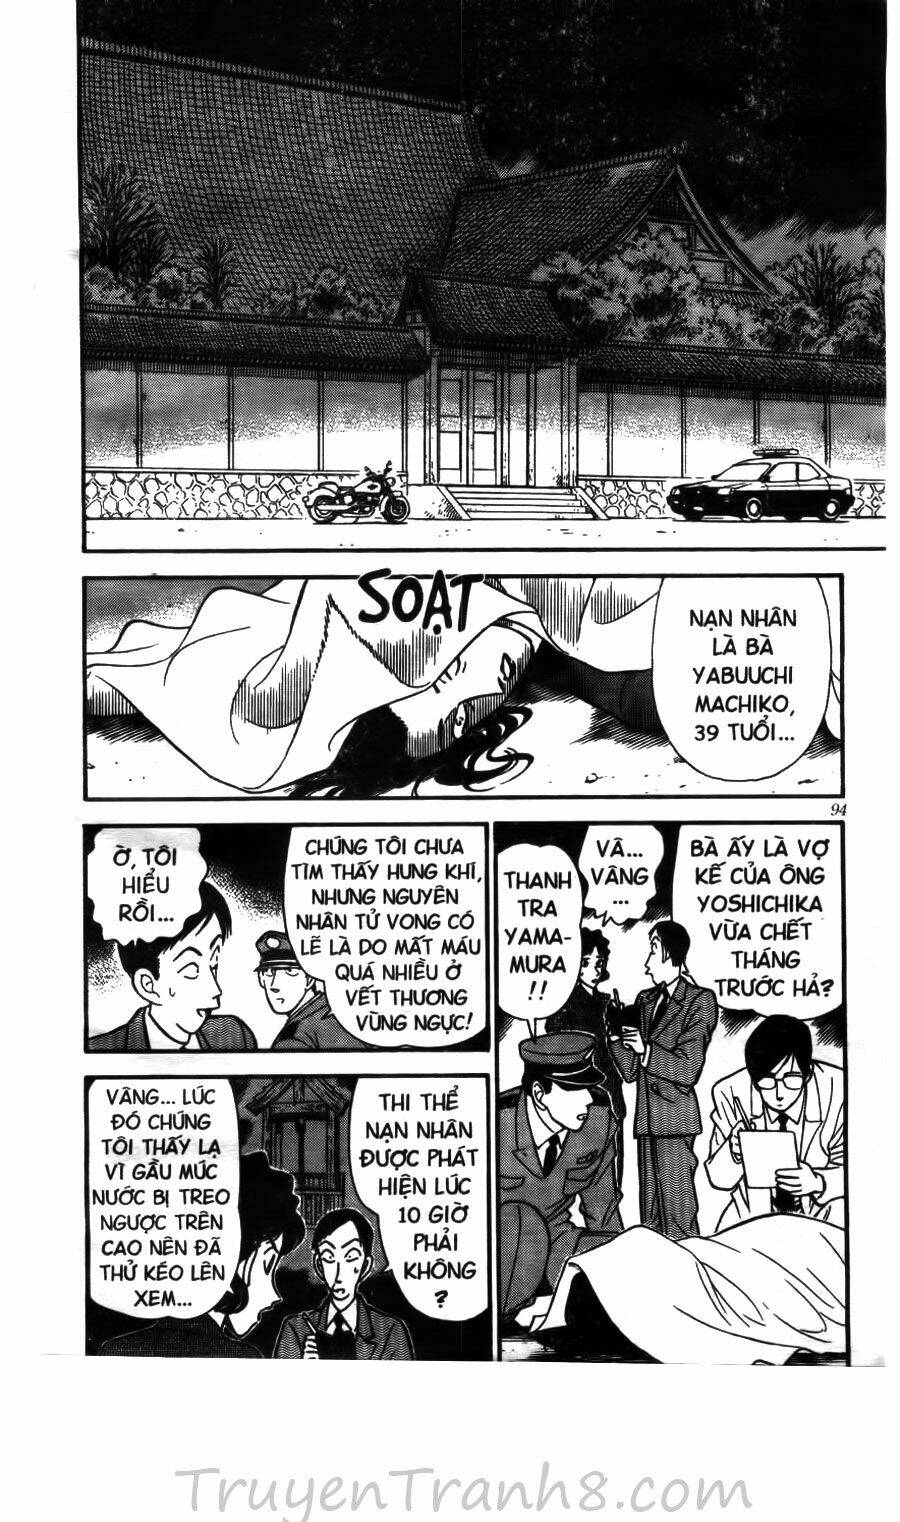 SOẠT
NẠN NHÂN
LÀ BÀ
YABUUCHI
MACHIKO,
39 TUỔI...
94
Ờ, TÔI
HIỂU
RỒI...
CHÚNG TÔI CHƯA
TÌM THẤY HUNG KHÍ,
NHƯNG NGUYÊN
NHÂN TỬ VONG CÓ
LẼ LÀ DO MẤT MÁU
QUÁ NHIỀU Ở
VẾT THƯƠNG
VÙNG NGỰC!
BÀ ẤY LÀ VỢ
KẾ CỦA ÔNG
YOSHICHIKA
VỪA CHẾT
THÁNG
TRƯỚC HẢ?
VÂ...
VÂNG
...
THANH
TRA
YAMA-
MURA
!!
VÂNG... LÚC
ĐÓ CHÚNG
TÔI THẤY LẠ
VÌ GẦU MÚC
NƯỚC BỊ TREO
NGƯỢC TRÊN
CAO NÊN ĐÃ
THỬ KÉO LÊN
XEM...
THI THỂ
NẠN NHÂN
ĐƯỢC PHÁT
HIỆN LÚC
10 GIỜ
PHẢI
KHÔNG
?
TruyenTranh8.com